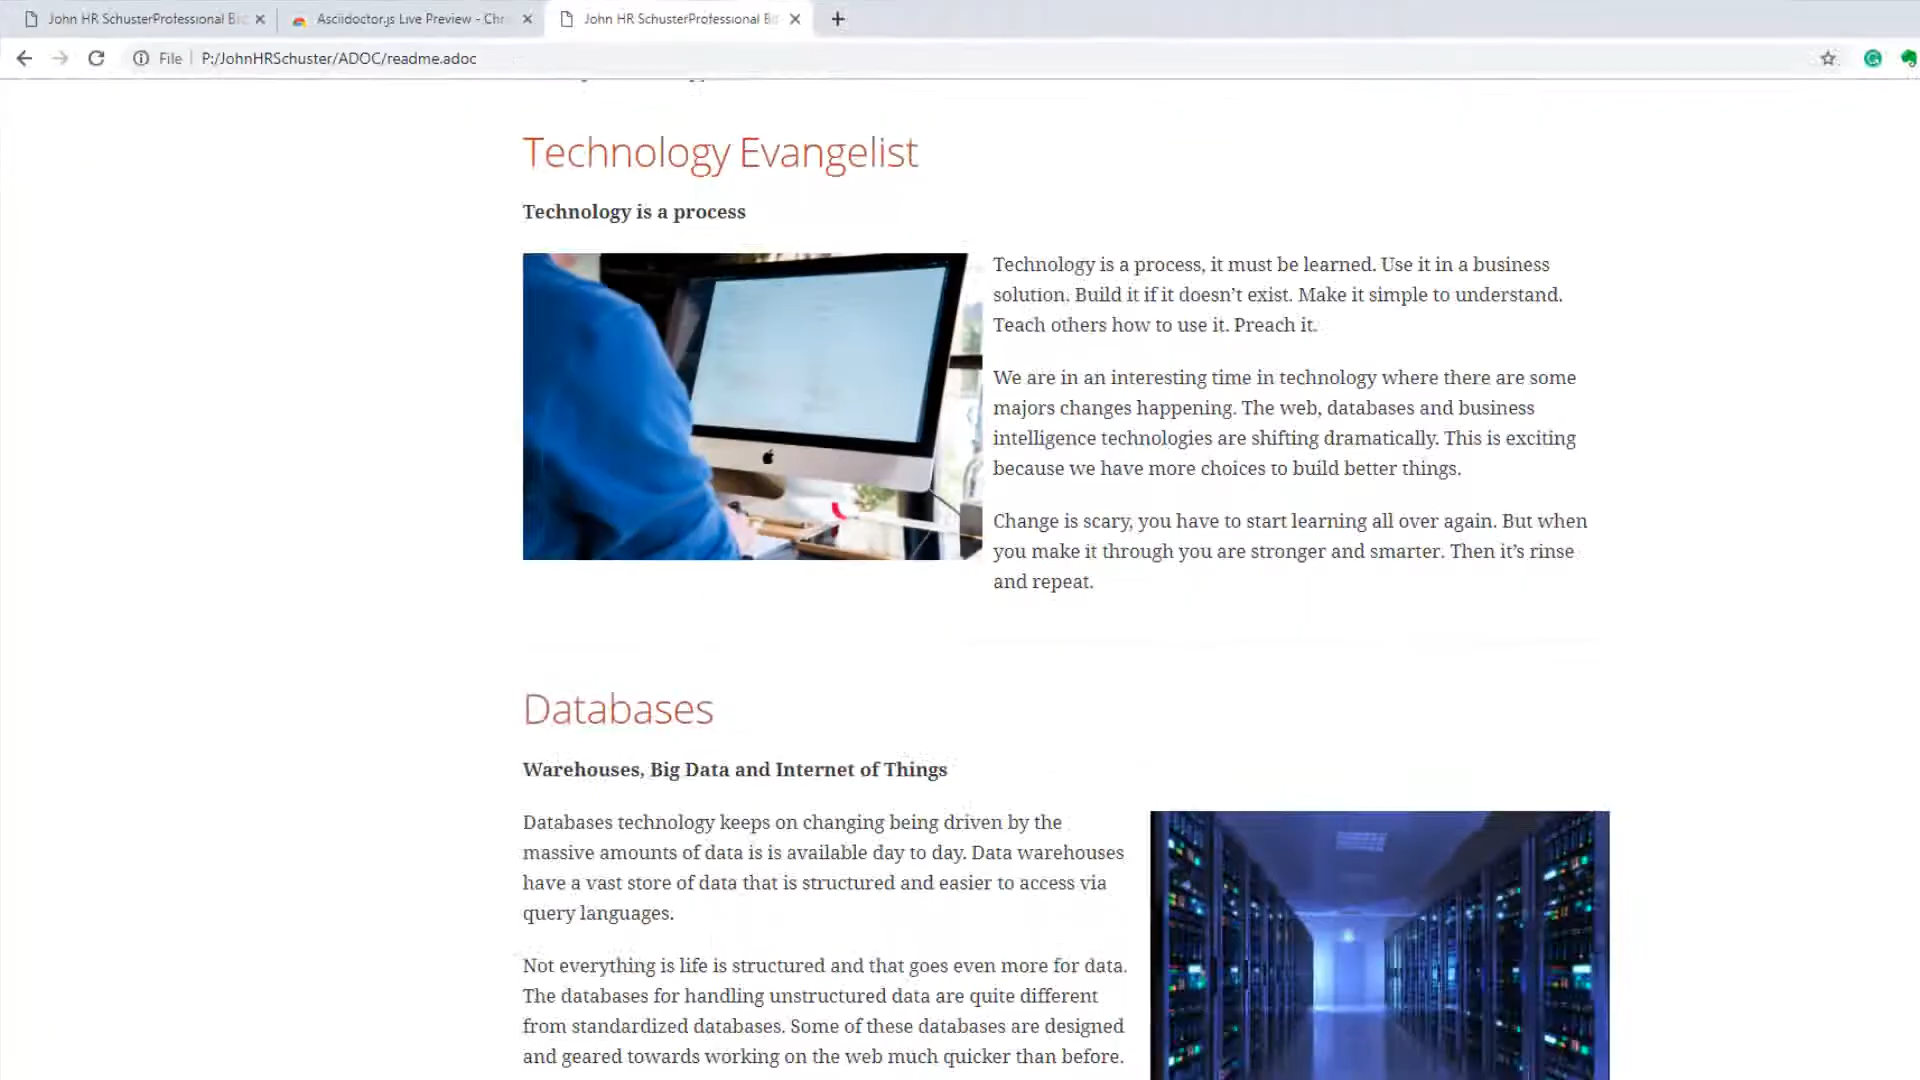 John HR SchusterProfessional
Asciidoctor.js Live Preview - Chr
John HR SchusterProfessional
File
P:/JohnHRSchuster/ADOC/readme.adoc
Technology Evangelist
Technology is a process
Technology is a process, it must be learned. Use it in a business
solution. Build it if it doesn’t exist. Make it simple to understand.
Teach others how to use it. Preach it.
We are in an interesting time in technology where there are some
majors changes happening. The web, databases and business
intelligence technologies are shifting dramatically. This is exciting
because we have more choices to build better things.
Change is scary, you have to start learning all over again. But when
you make it through you are stronger and smarter. Then it’s rinse
and repeat.
Databases
Warehouses, Big Data and Internet of Things
Databases technology keeps on changing being driven by the
massive amounts of data is is available day to day. Data warehouses
have a vast store of data that is structured and easier to access via
query languages.
Not everything is life is structured and that goes even more for data.
The databases for handling unstructured data are quite different
from standardized databases. Some of these databases are designed
and geared towards working on the web much quicker than before.